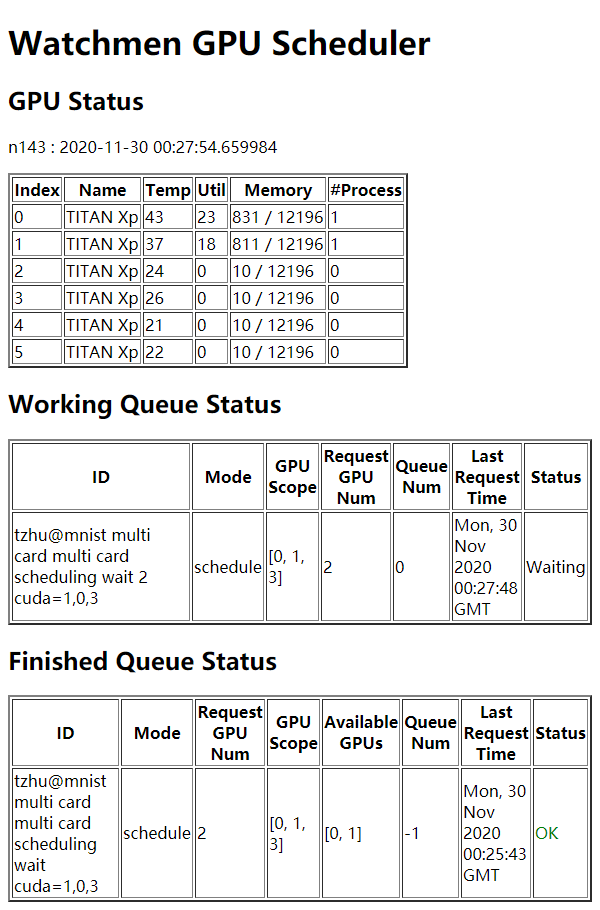 Watchmen GPU Scheduler
GPU Status
n143 : 2020-11-30 00:27:54.659984
Index Name Temp Util Memory #Process
0 TITAN Xp 43 23 831 / 12196 1
1 TITAN Xp 37 18 811 / 12196 1
2 TITAN Xp 24 0 10 / 12196 0
3 TITAN Xp 26 0 10 / 12196 0
4 TITAN Xp 21 0 10 / 12196 0
5 TITAN Xp 22 0 10 / 12196 0
Working Queue Status
ID
Mode
GPU
Scope
Request
GPU
Num
Queue
Num
Last
Request
Time
Status
tzhu@mnist multi
card multi card
scheduling wait 2
cuda=1,0,3
schedule
[0, 1,
3]
2
0
Mon, 30
Nov
2020
00:27:48
GMT
Waiting
Finished Queue Status
ID
Mode
Request
GPU
Num
GPU
Scope
Available
GPUs
Queue
Num
Last
Request
Time
Status
tzhu@mnist
multi card
multi card
scheduling
wait
cuda=1,0,3
schedule
2
[0, 1,
3]
[0, 1]
-1
Mon, 30
Nov
2020
00:25:43
GMT
OK